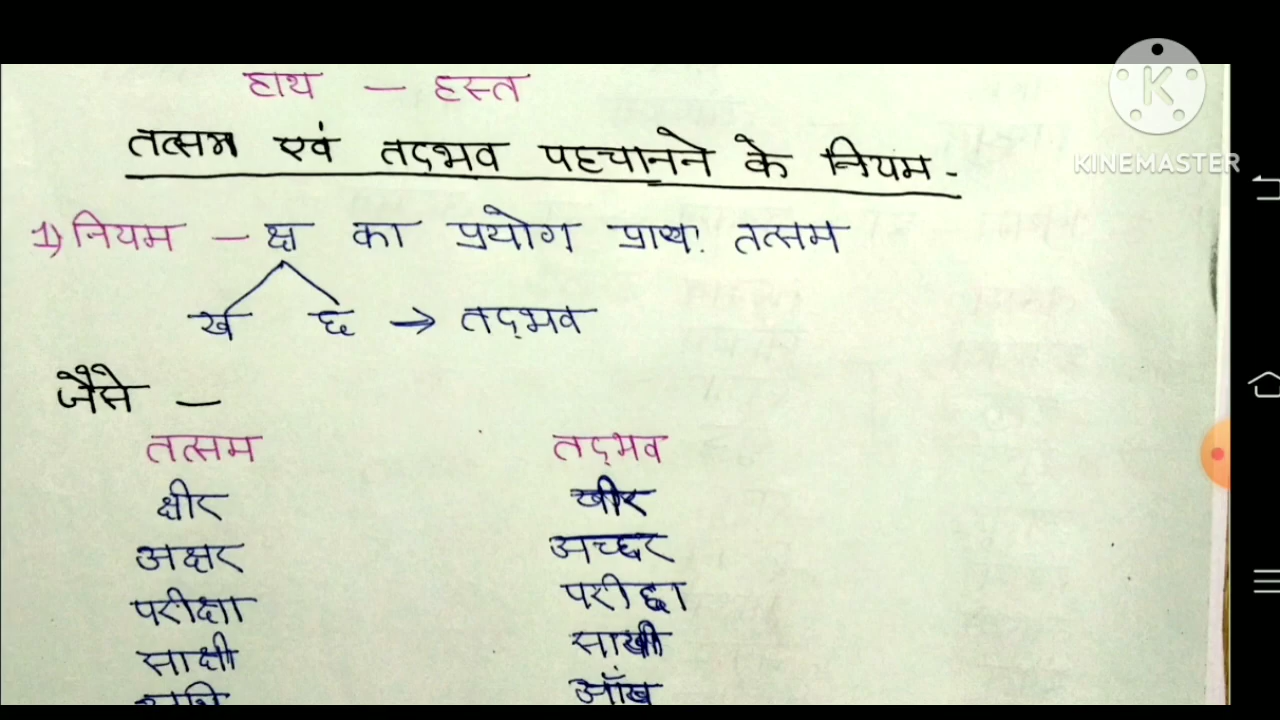 हाथ – हस्त
तत्सम एवं तद्भव पहचानने के नियम -
1) नियम – क्ष का प्रयोग प्रायः तत्सम
ख छ → तद्भव
जैसे –
तत्सम तद्भव
क्षीर खीर
अक्षर अच्छर
परीक्षा परीछा
साक्षी साखी
आँख
KINEMASTER